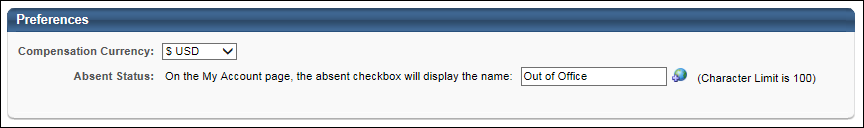 Preferences
Compensation Currency: $ USD
Absent Status: On the My Account page, the absent checkbox will display the name: Out of Office (Character Limit is 100)